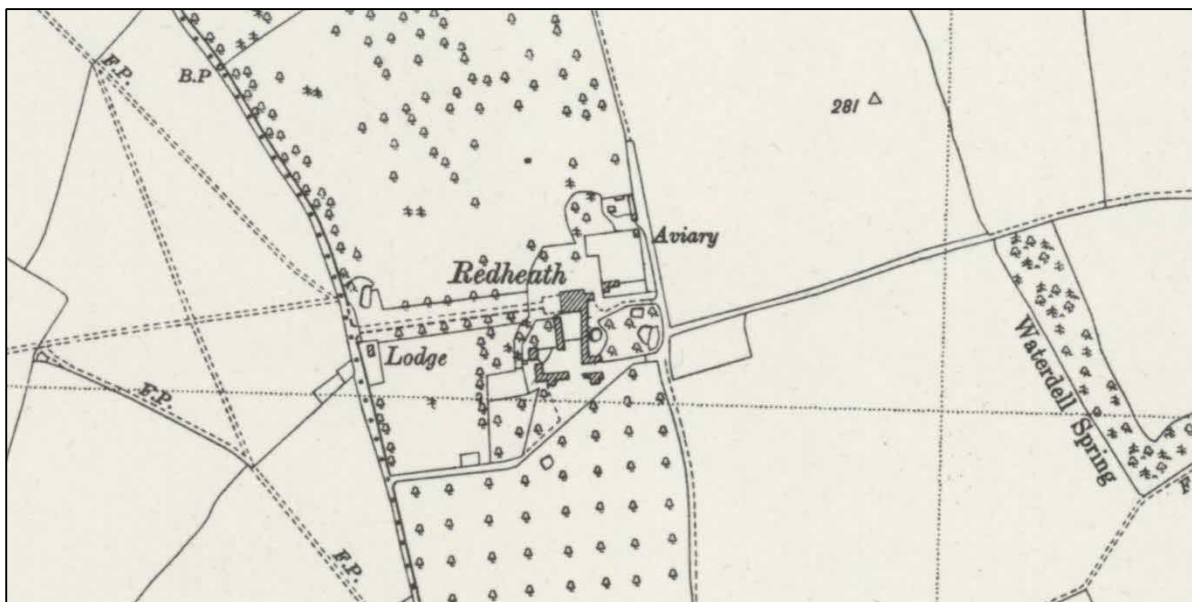 F.P.
B.P
281
Aviary
Redheath
Lodge
F.P.
Waterdell Spring
F.P.